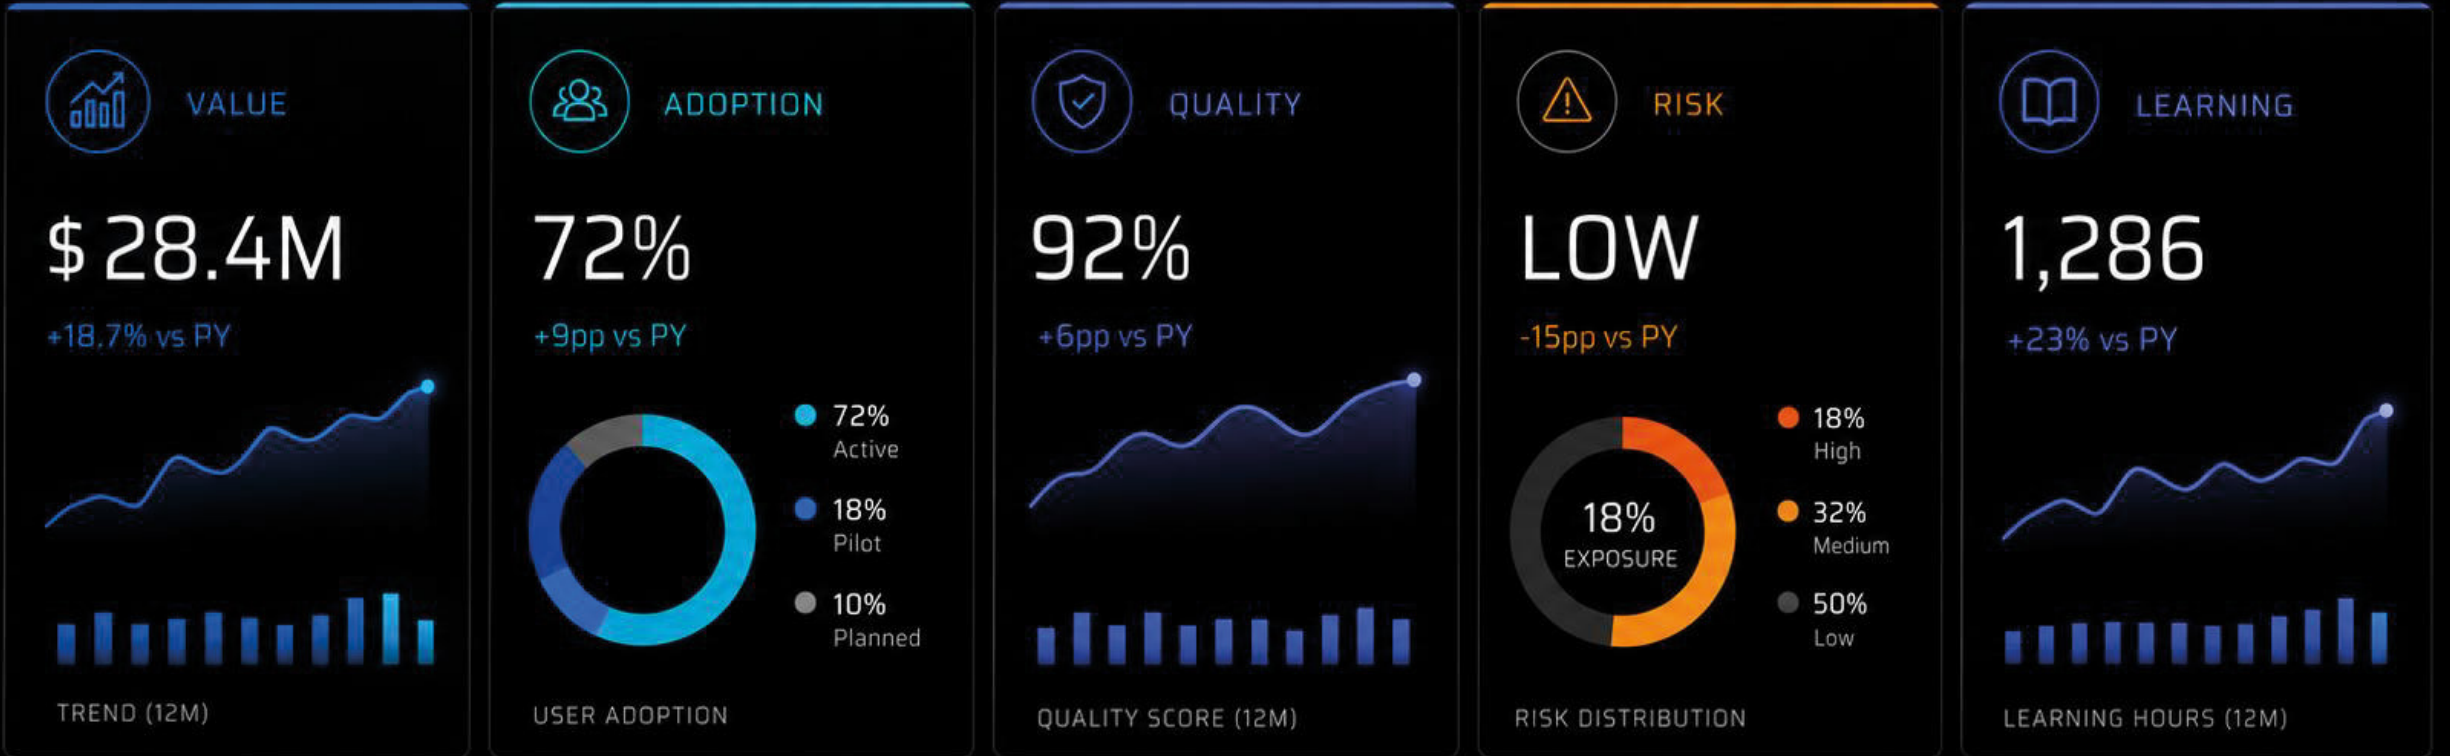 VALUE
$ 28.4M
+18.7% vs PY
TREND (12M)
ADOPTION
72%
+9pp vs PY
72%
Active
18%
Pilot
10%
Planned
USER ADOPTION
QUALITY
92%
+6pp vs PY
QUALITY SCORE (12M)
RISK
LOW
-15pp vs PY
18%
EXPOSURE
18%
High
32%
Medium
50%
Low
RISK DISTRIBUTION
LEARNING
1,286
+23% vs PY
LEARNING HOURS (12M)